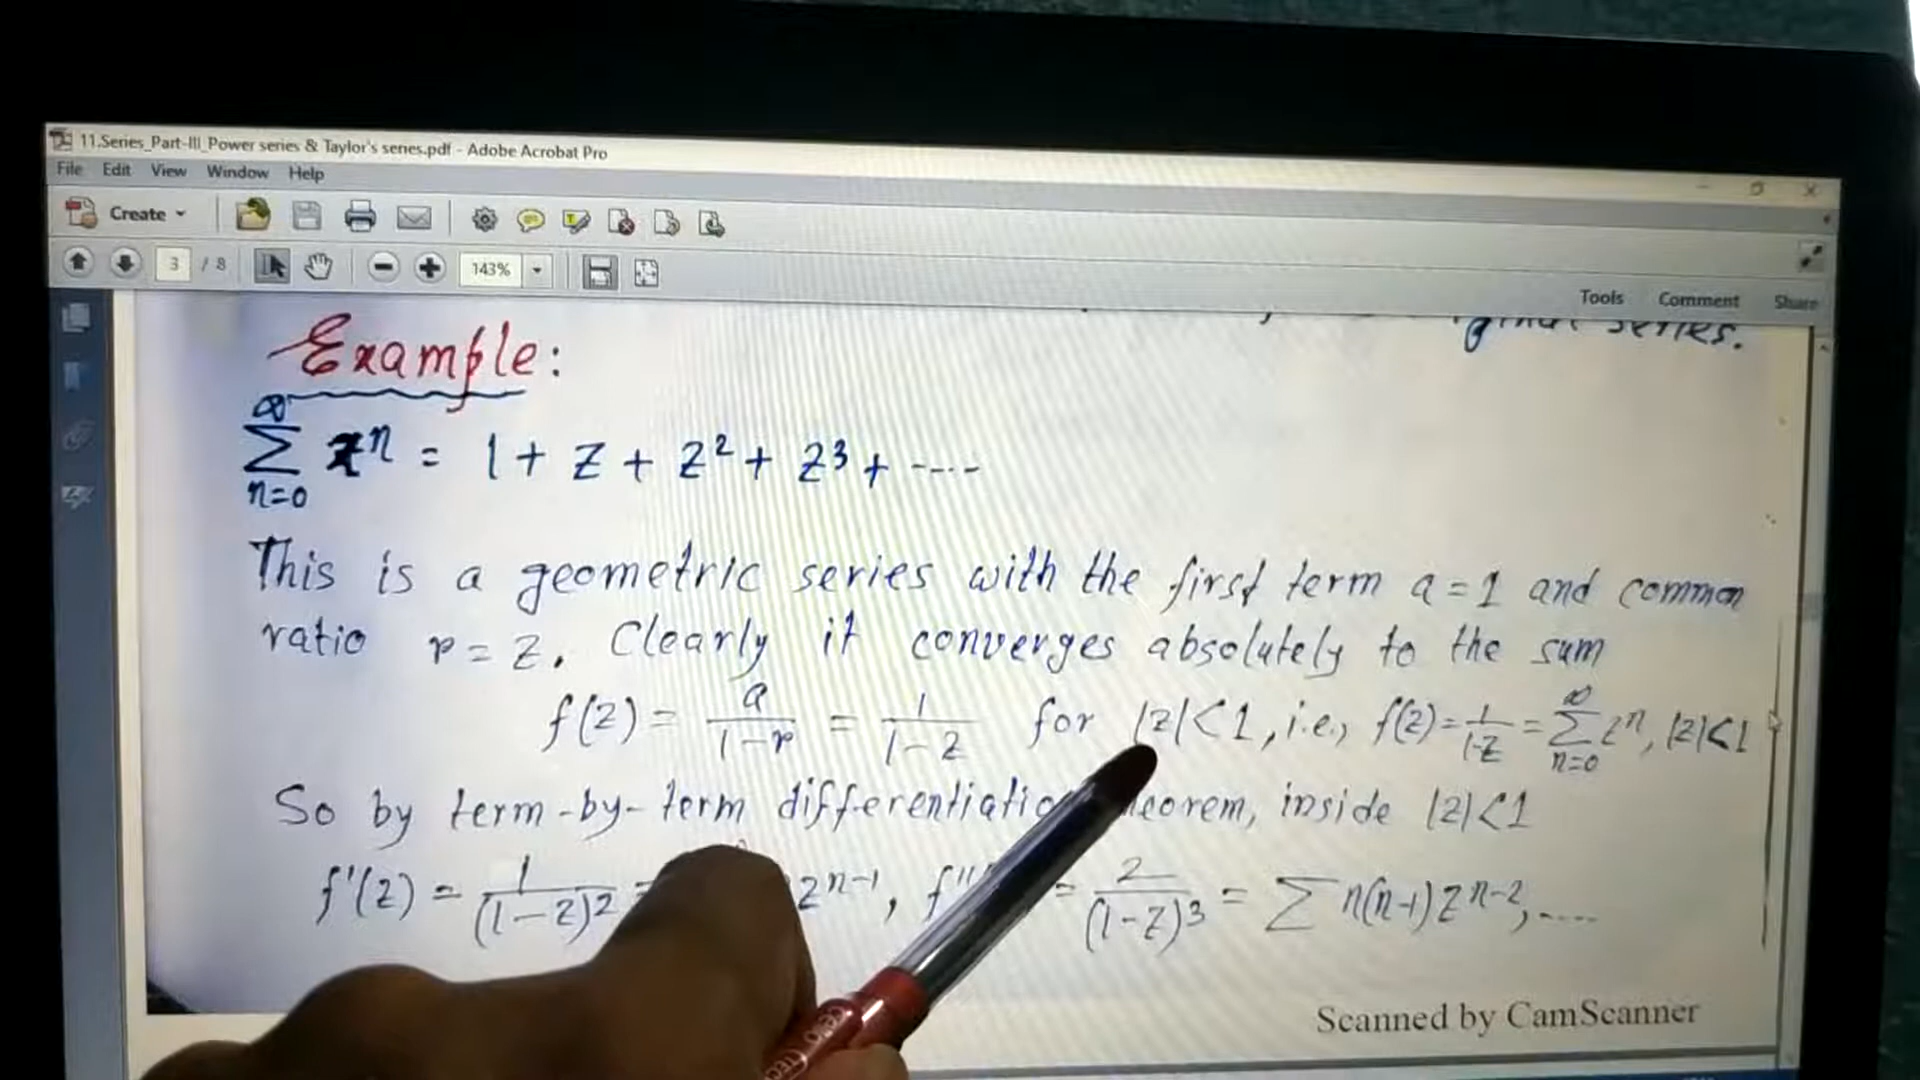 11.Series_Part-III_Power series & Taylor's series.pdf - Adobe Acrobat Pro
File Edit View Window Help
Create
3 / 8 143%
Tools Comment Share
series.
Example:
∞
∑ zⁿ = 1 + z + z² + z³ + ----
n=0
This is a geometric series with the first term a = 1 and common
ratio r = z. Clearly it converges absolutely to the sum
f(z) = a/(1-r) = 1/(1-z) for |z|<1, i.e., f(z) = 1/(1-z) = ∑_{n=0}^{∞} zⁿ, |z|<1
So by term-by-term differentiatio eorem, inside |z|<1
f'(z) = 1/(1-z)² = zⁿ⁻¹, f'' = 2/(1-z)³ = ∑ n(n-1) zⁿ⁻², ----
Scanned by CamScanner